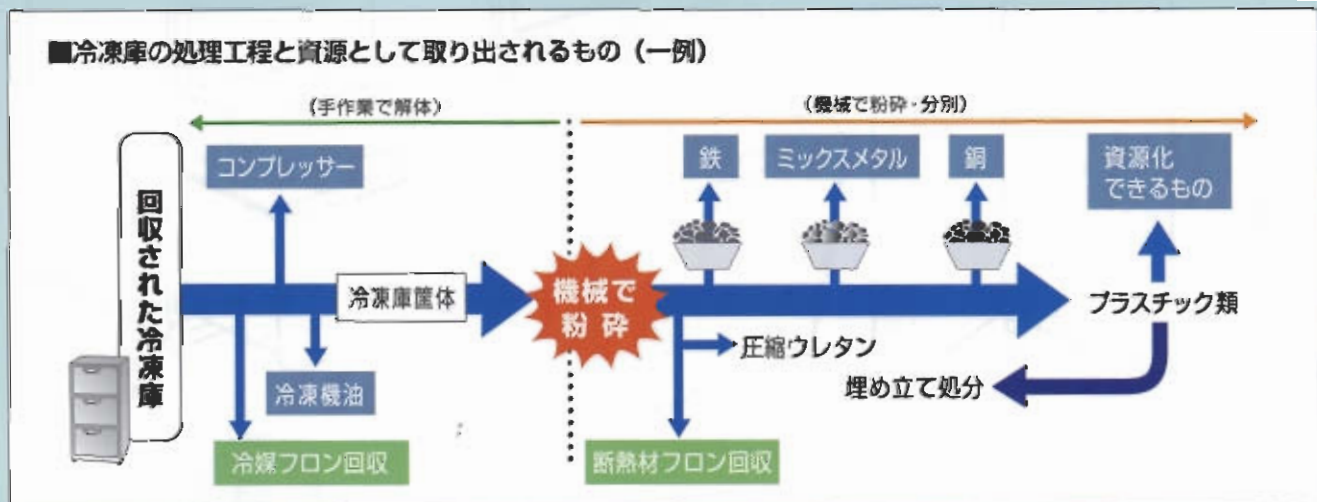 ■冷凍庫の処理工程と資源として取り出されるもの（一例）
（手作業で解体）
（機械で粉砕・分別）
回収された冷凍庫
コンプレッサー
冷凍庫筐体
冷凍機油
冷媒フロン回収
機械で
粉砕
鉄
ミックスメタル
銅
資源化
できるもの
プラスチック類
圧縮ウレタン
埋め立て処分
断熱材フロン回収